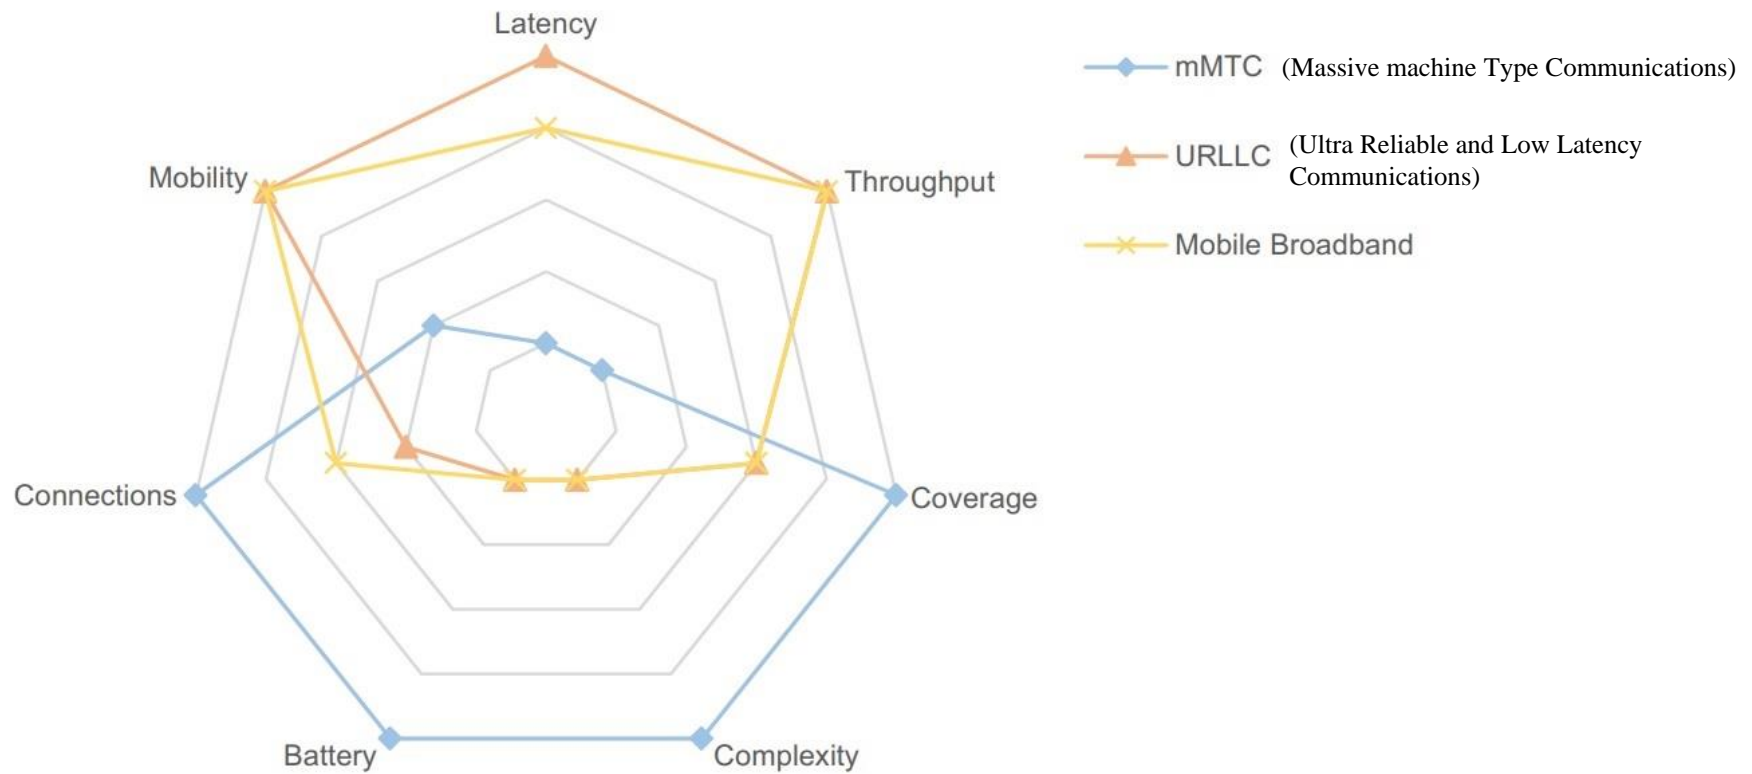 Latency
Mobility
Throughput
Connections
Coverage
Battery
Complexity
mMTC (Massive machine Type Communications)
URLLC (Ultra Reliable and Low Latency
Communications)
Mobile Broadband